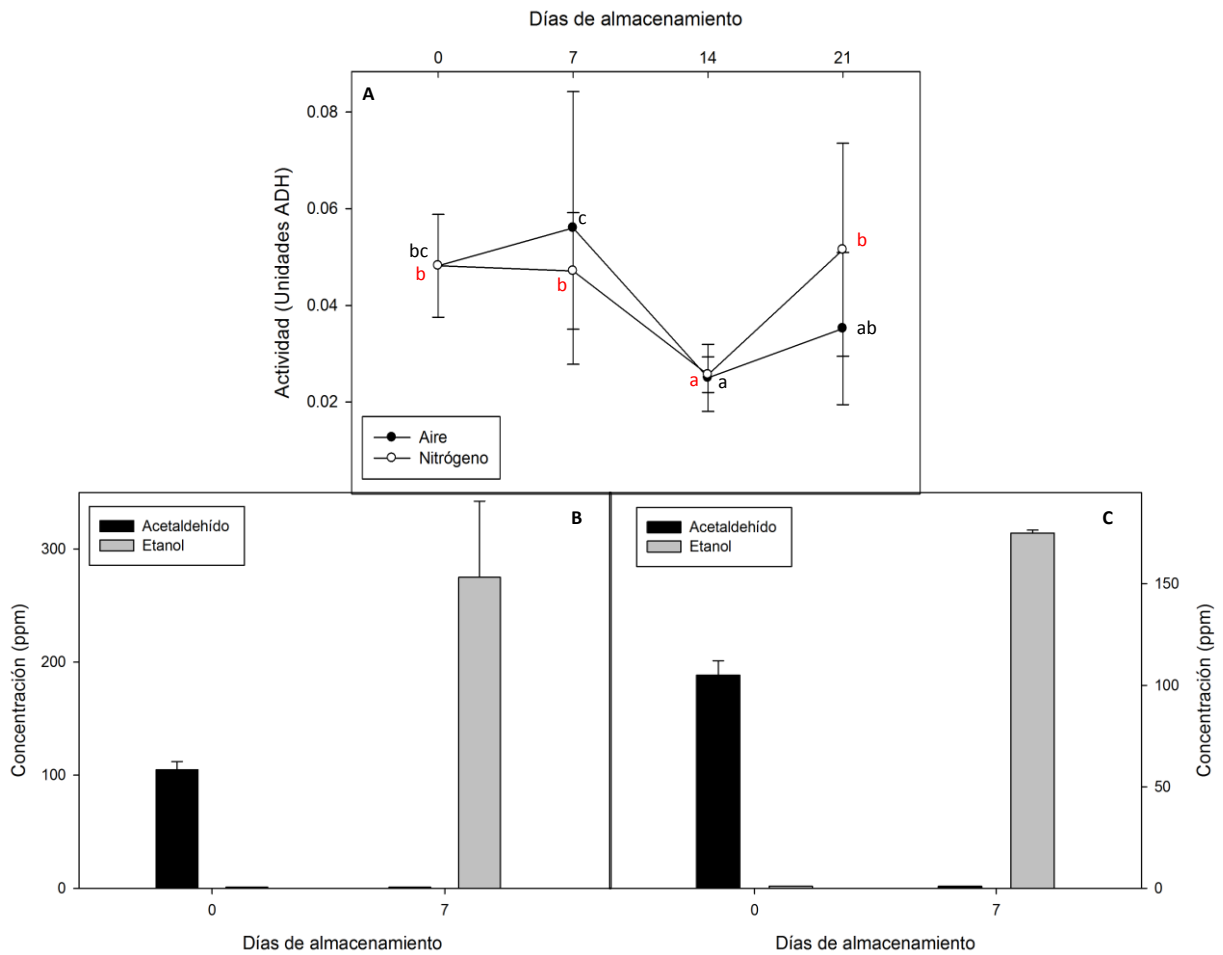 Días de almacenamiento
0 7 14 21
A
Actividad (Unidades ADH)
0.08
0.06
0.04
0.02
bc
b
c
b
a
a
b
ab
Aire
Nitrógeno
B
Acetaldehído
Etanol
Concentración (ppm)
300
200
100
0
0 7
Días de almacenamiento
C
Acetaldehído
Etanol
Concentración (ppm)
150
100
50
0
0 7
Días de almacenamiento